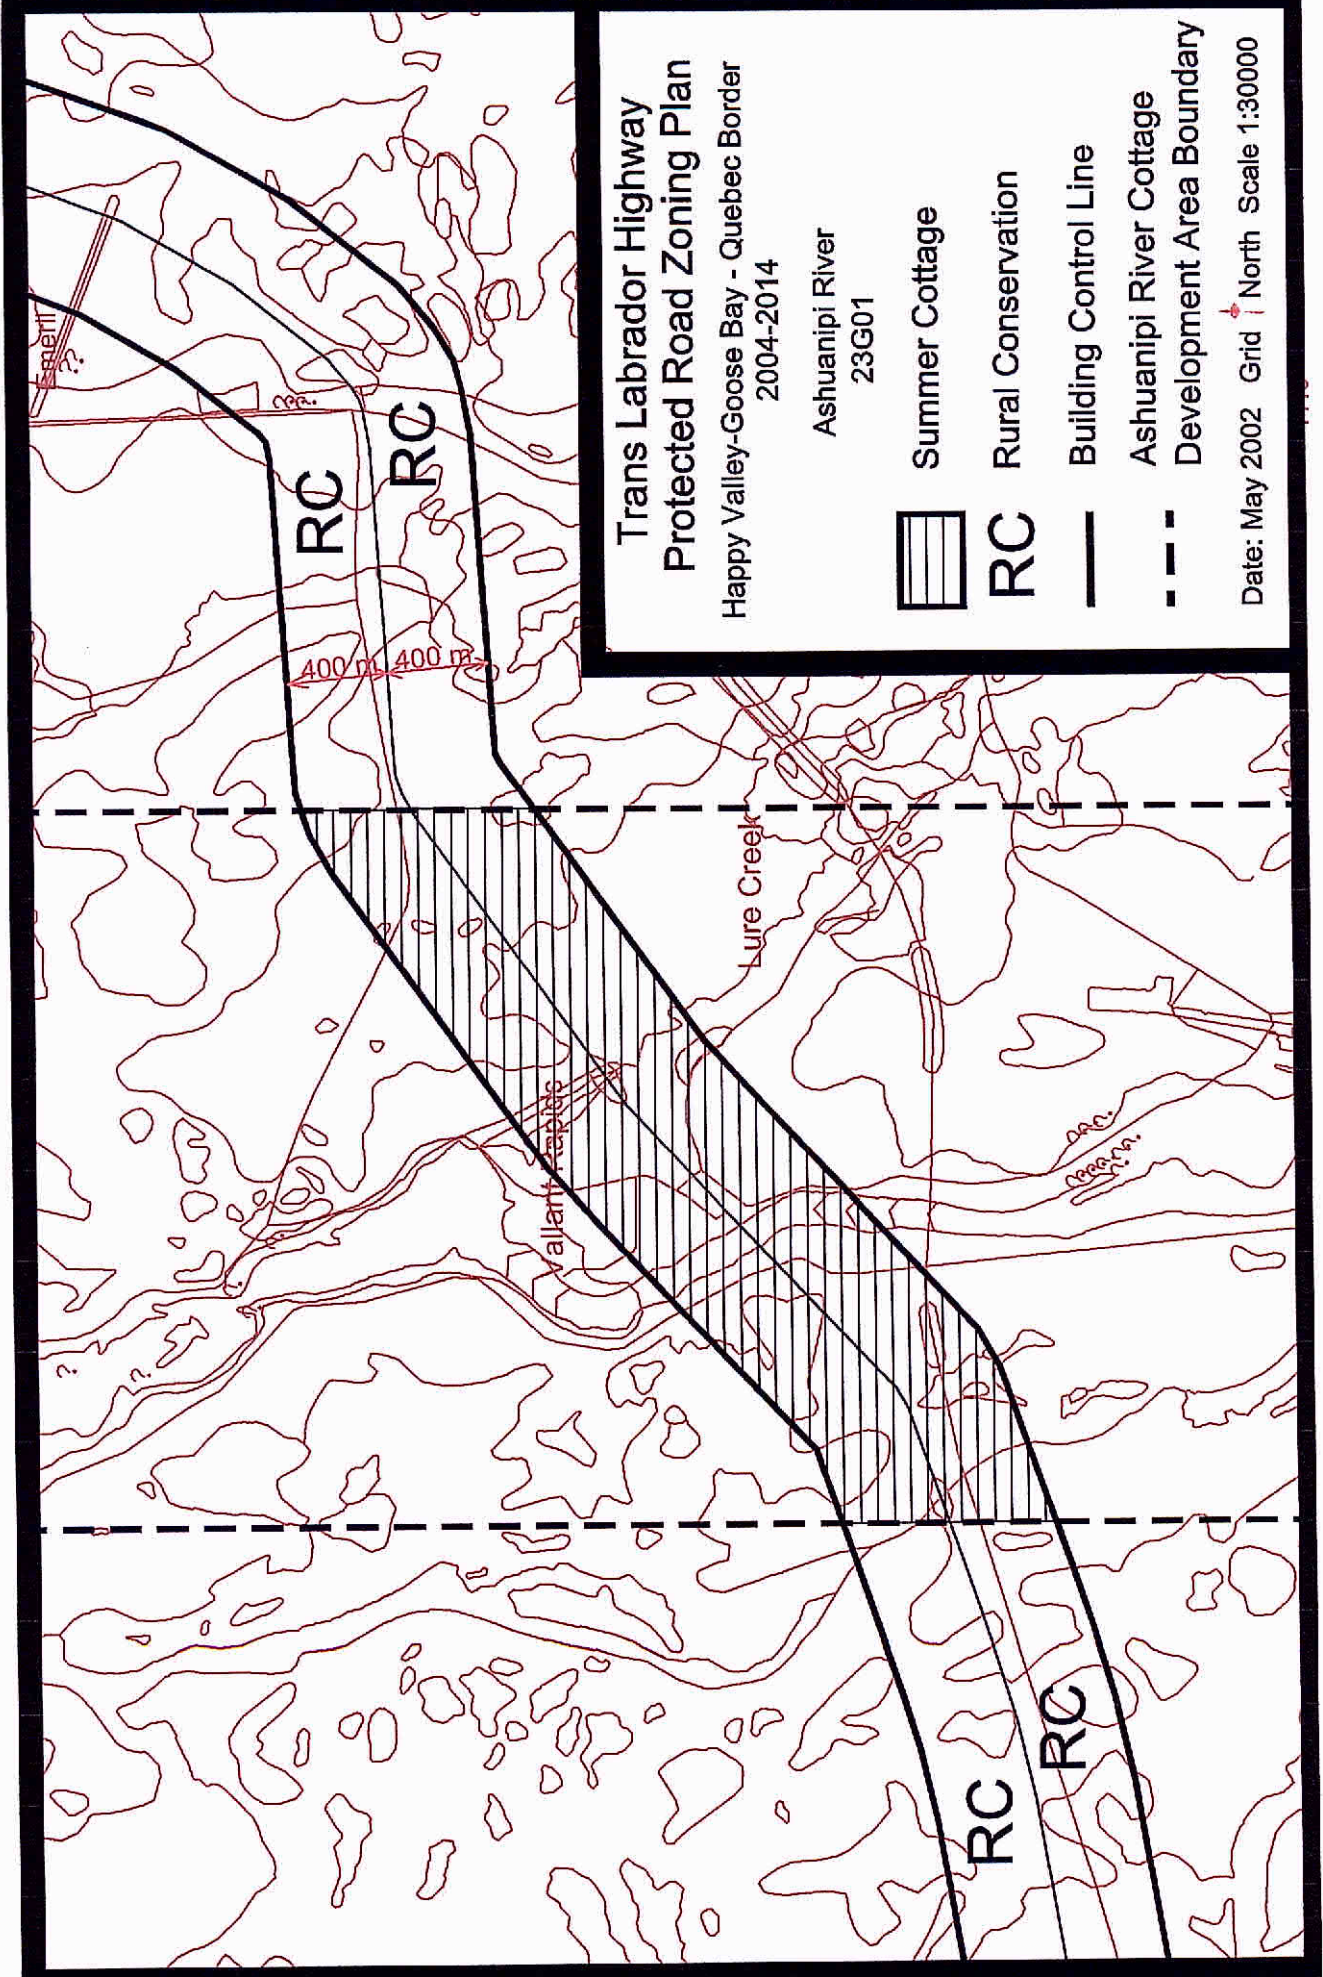 Trans Labrador Highway
Protected Road Zoning Plan
Happy Valley-Goose Bay - Quebec Border
2004-2014
Ashuanipi River
23G01
Summer Cottage
RC Rural Conservation
Building Control Line
Ashuanipi River Cottage
Development Area Boundary
Date: May 2002 Grid North Scale 1:30000
RC
RC
400 m
400 m
Emeril
Lure Creek
Vallant Rapids
RC
RC